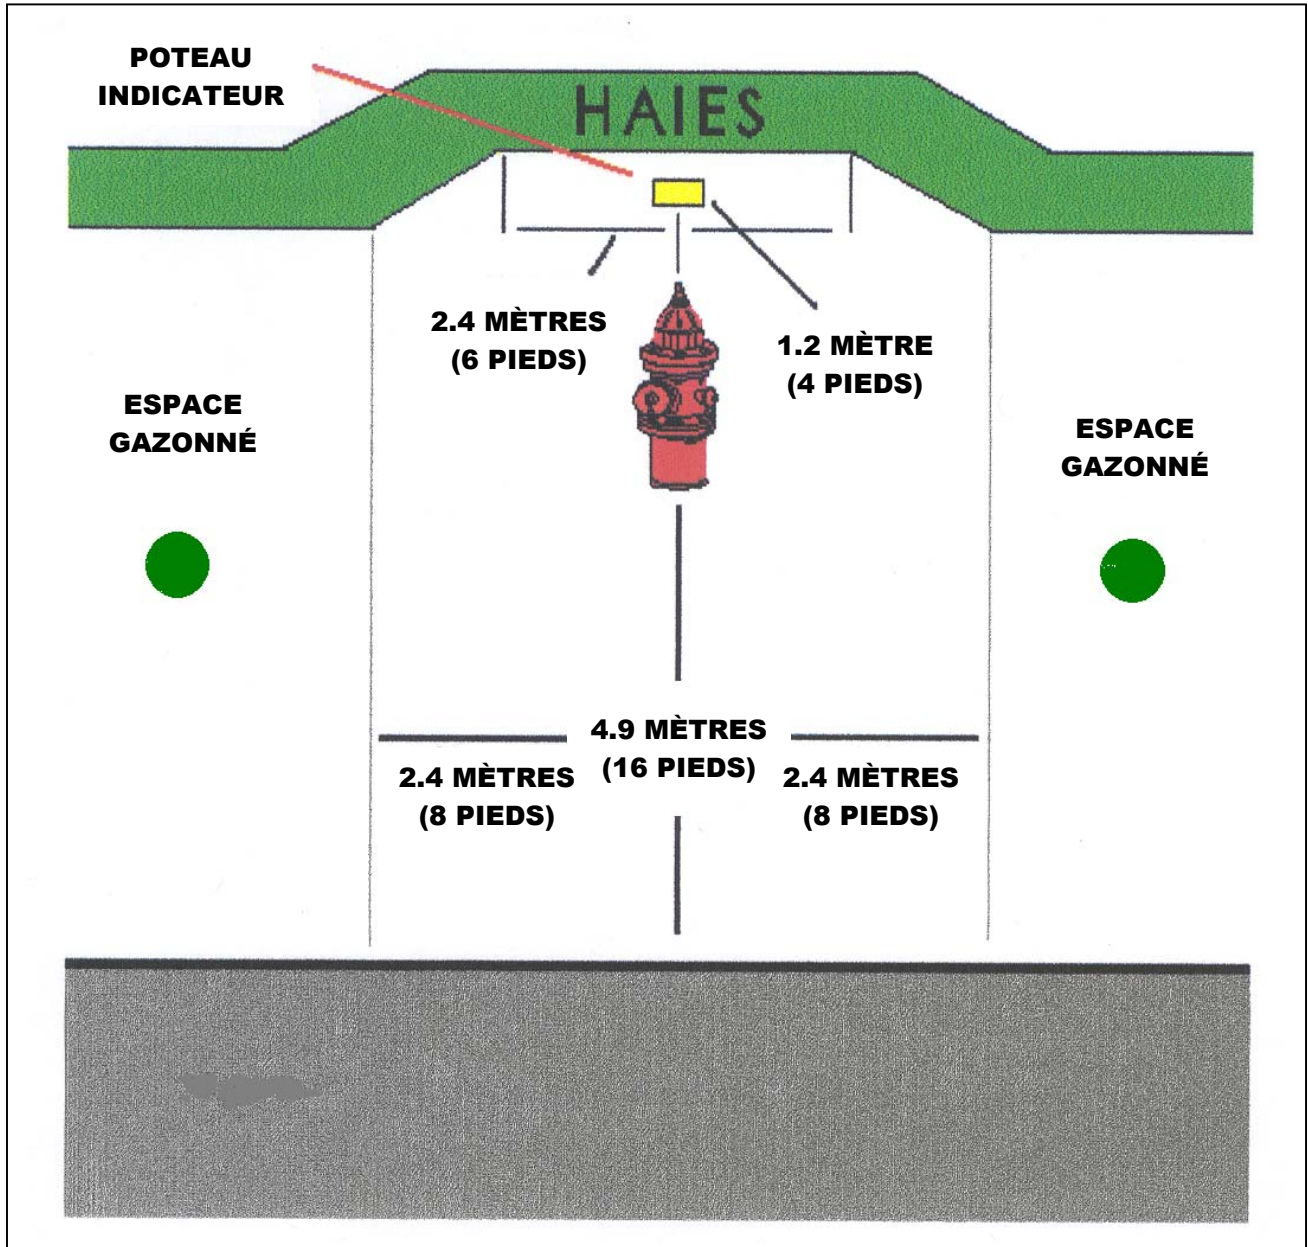 POTEAU
INDICATEUR
HAIES
2.4 MÈTRES
(6 PIEDS)
1.2 MÈTRE
(4 PIEDS)
ESPACE
GAZONNÉ
ESPACE
GAZONNÉ
4.9 MÈTRES
(16 PIEDS)
2.4 MÈTRES
(8 PIEDS)
2.4 MÈTRES
(8 PIEDS)